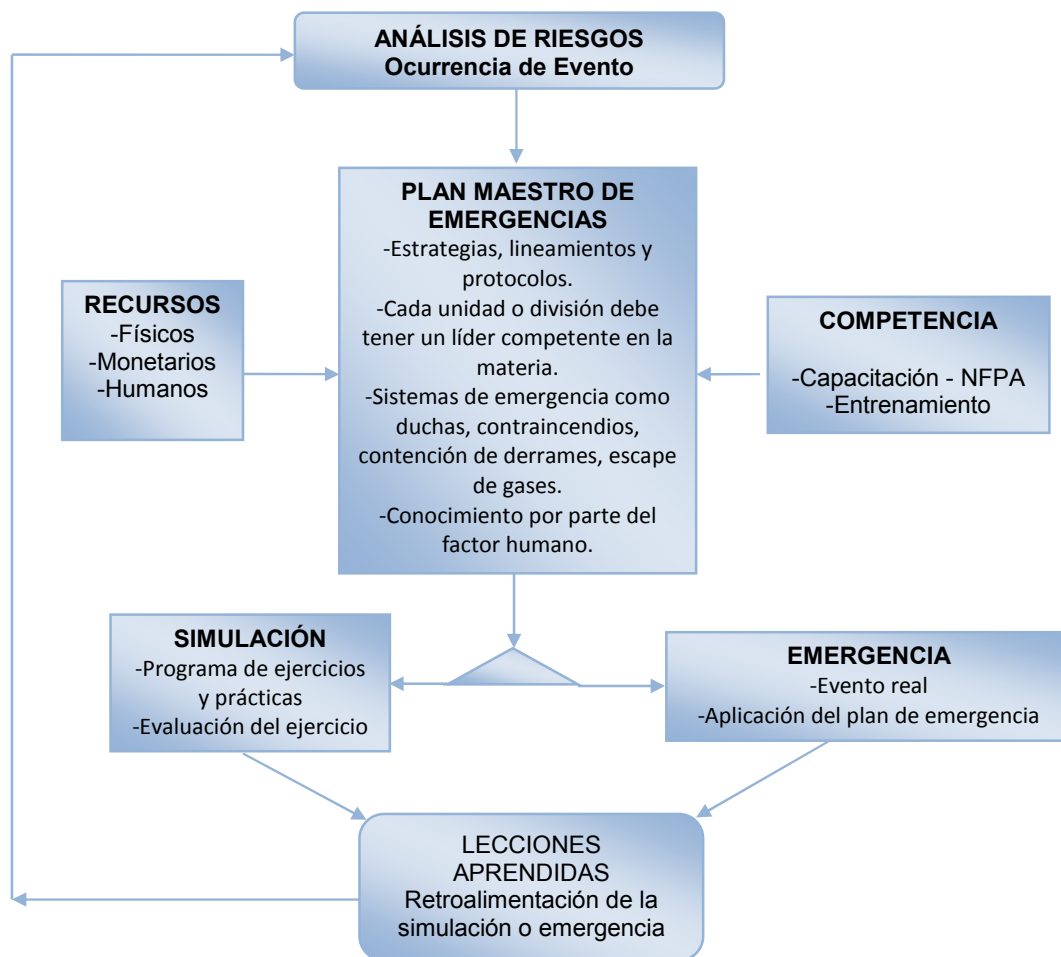 ANÁLISIS DE RIESGOS
Ocurrencia de Evento
PLAN MAESTRO DE
EMERGENCIAS
-Estrategias, lineamientos y
protocolos.
-Cada unidad o división debe
tener un líder competente en la
materia.
-Sistemas de emergencia como
duchas, contraincendios,
contención de derrames, escape
de gases.
-Conocimiento por parte del
factor humano.
RECURSOS
-Físicos
-Monetarios
-Humanos
COMPETENCIA
-Capacitación - NFPA
-Entrenamiento
SIMULACIÓN
-Programa de ejercicios
y prácticas
-Evaluación del ejercicio
EMERGENCIA
-Evento real
-Aplicación del plan de emergencia
LECCIONES
APRENDIDAS
Retroalimentación de la
simulación o emergencia